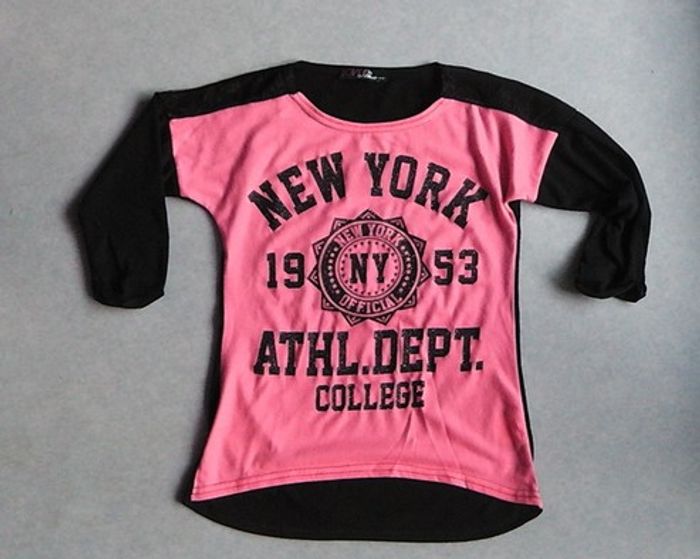 NEW YORK
NEW YORK
19 NY 53
OFFICIAL
ATHL.DEPT.
COLLEGE